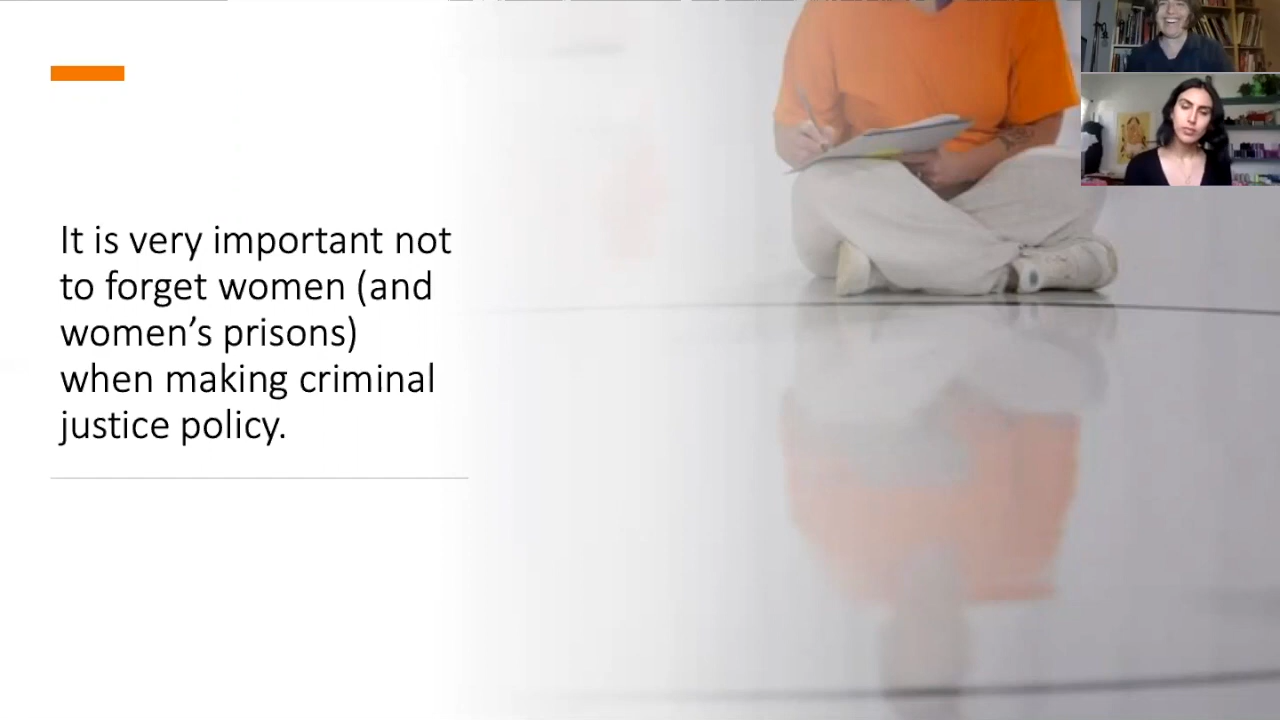 It is very important not
to forget women (and
women’s prisons)
when making criminal
justice policy.